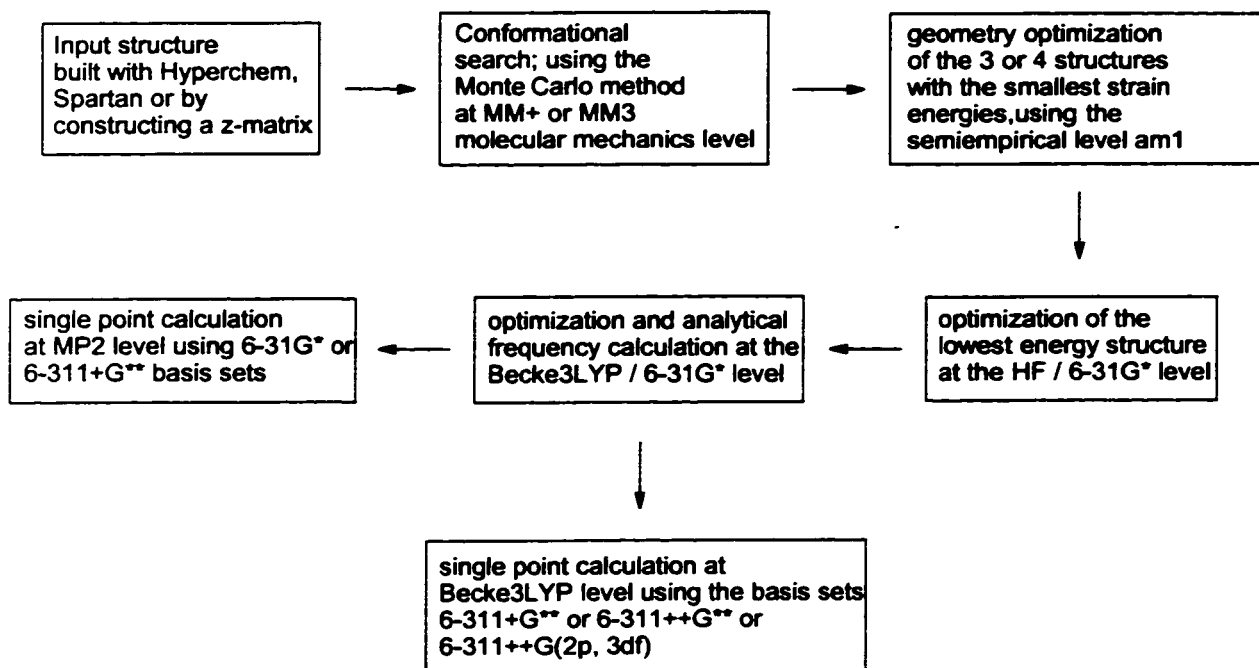 Input structure
built with Hyperchem,
Spartan or by
constructing a z-matrix
Conformational
search; using the
Monte Carlo method
at MM+ or MM3
molecular mechanics level
geometry optimization
of the 3 or 4 structures
with the smallest strain
energies,using the
semiempirical level am1
optimization of the
lowest energy structure
at the HF / 6-31G* level
optimization and analytical
frequency calculation at the
Becke3LYP / 6-31G* level
single point calculation
at MP2 level using 6-31G* or
6-311+G** basis sets
single point calculation at
Becke3LYP level using the basis sets
6-311+G** or 6-311++G** or
6-311++G(2p, 3df)